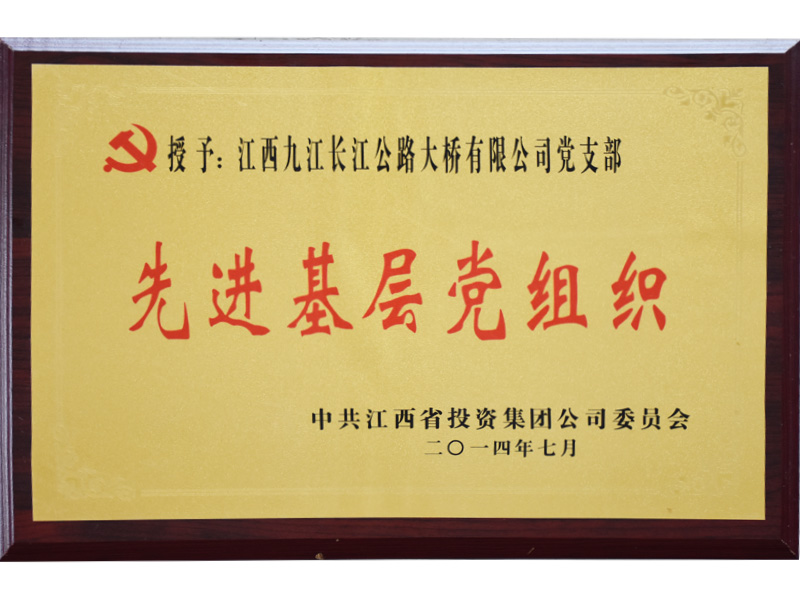 授予：江西九江长江公路大桥有限公司党支部
先进基层党组织
中共江西省投资集团公司委员会
二〇一四年七月